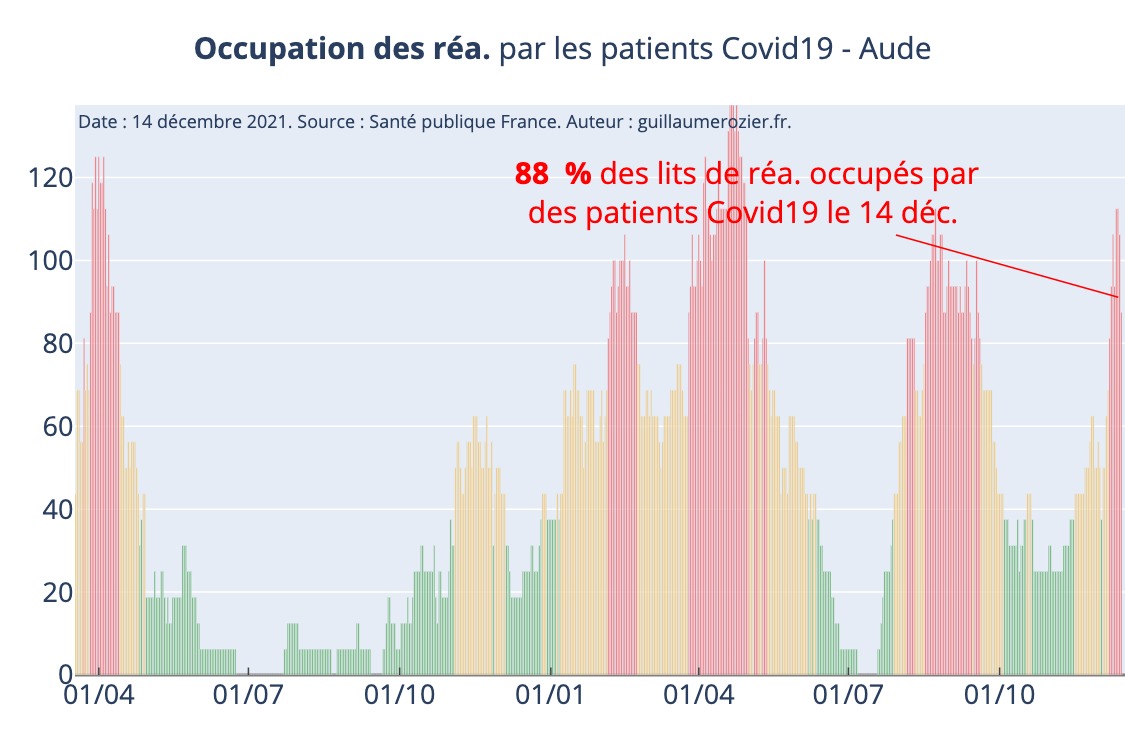 Occupation des réa. par les patients Covid19 - Aude
Date : 14 décembre 2021. Source : Santé publique France. Auteur : guillaumerozier.fr.
88  % des lits de réa. occupés par
des patients Covid19 le 14 déc.
120
100
80
60
40
20
0
01/04 01/07 01/10 01/01 01/04 01/07 01/10